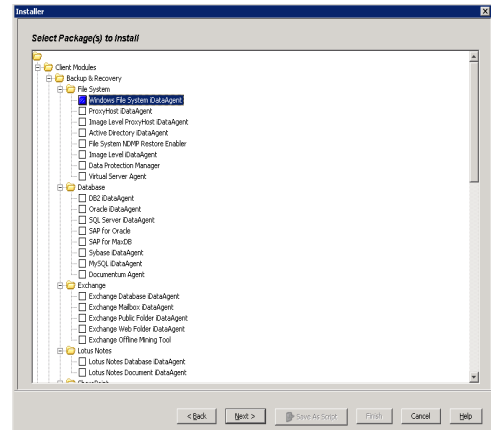 Installer
Select Package(s) to Install
Client Modules
Backup & Recovery
File System
Windows File System iDataAgent
ProxyHost iDataAgent
Image Level ProxyHost iDataAgent
Active Directory iDataAgent
File System NDMP Restore Enabler
Image Level iDataAgent
Data Protection Manager
Virtual Server Agent
Database
DB2 iDataAgent
Oracle iDataAgent
SQL Server iDataAgent
SAP for Oracle
SAP for MaxDB
Sybase iDataAgent
MySQL iDataAgent
Documentum Agent
Exchange
Exchange Database iDataAgent
Exchange Mailbox iDataAgent
Exchange Public Folder iDataAgent
Exchange Web Folder iDataAgent
Exchange Offline Mining Tool
Lotus Notes
Lotus Notes Database iDataAgent
Lotus Notes Document iDataAgent
SharePoint
< Back Next > Save As Script Finish Cancel Help